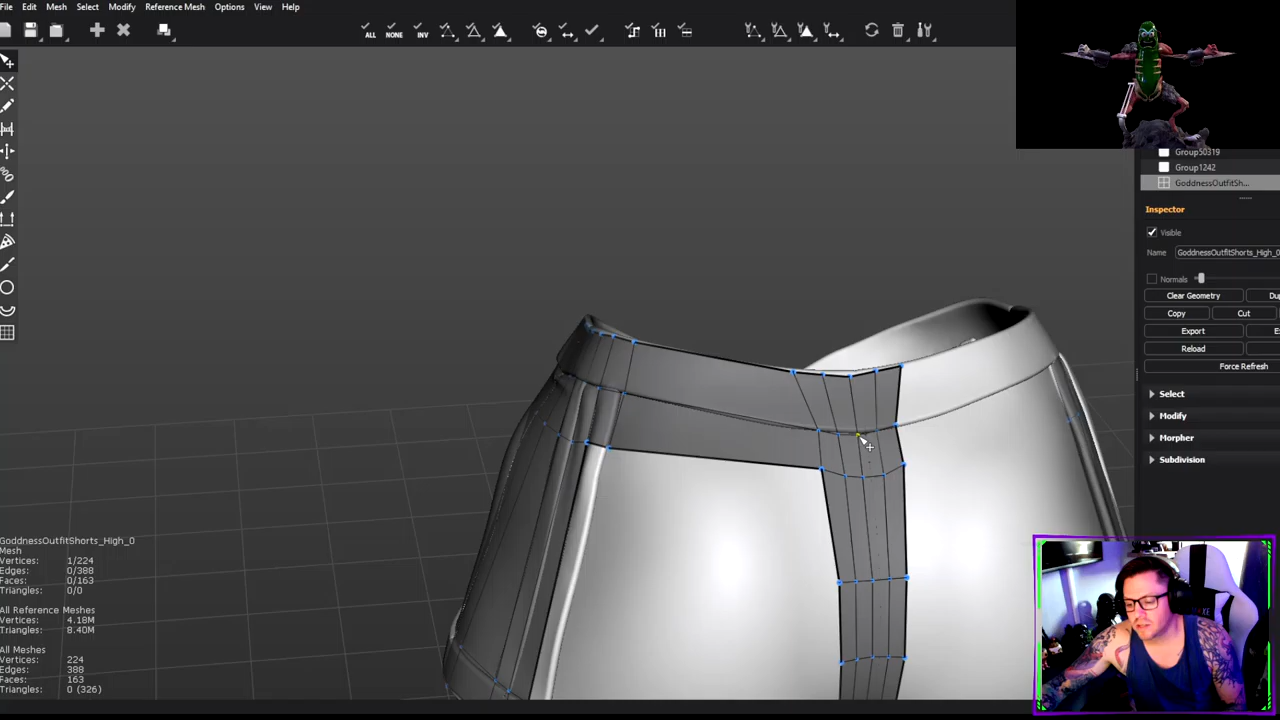 File Edit Mesh Select Modify Reference Mesh Options View Help
ALL NONE INV
Group50319
Group1242
GoddnessOutfitSh...
Inspector
Visible
Name GoddnessOutfitShorts_High_0
Normals
Clear Geometry
Copy Cut
Export
Reload
Force Refresh
Select
Modify
Morpher
Subdivision
GoddnessOutfitShorts_High_0
Mesh
Vertices: 1/224
Edges: 0/388
Faces: 0/163
Triangles: 0/0
All Reference Meshes
Vertices: 4.18M
Triangles: 8.40M
All Meshes
Vertices: 224
Edges: 388
Faces: 163
Triangles: 0 (326)